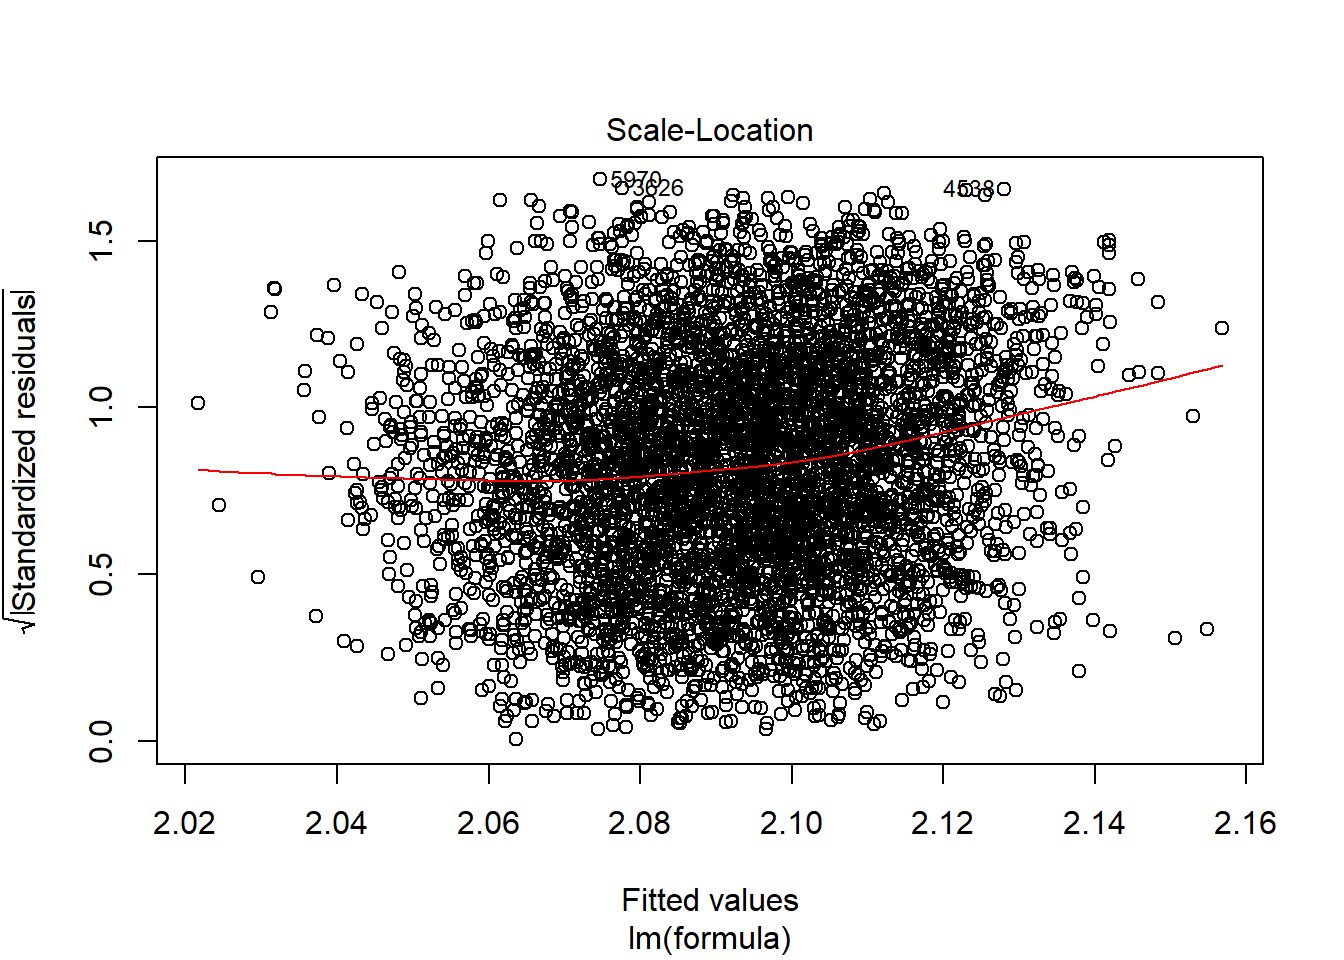 Scale-Location
5970
3626
4538
√|Standardized residuals|
1.5
1.0
0.5
0.0
2.02 2.04 2.06 2.08 2.10 2.12 2.14 2.16
Fitted values
lm(formula)